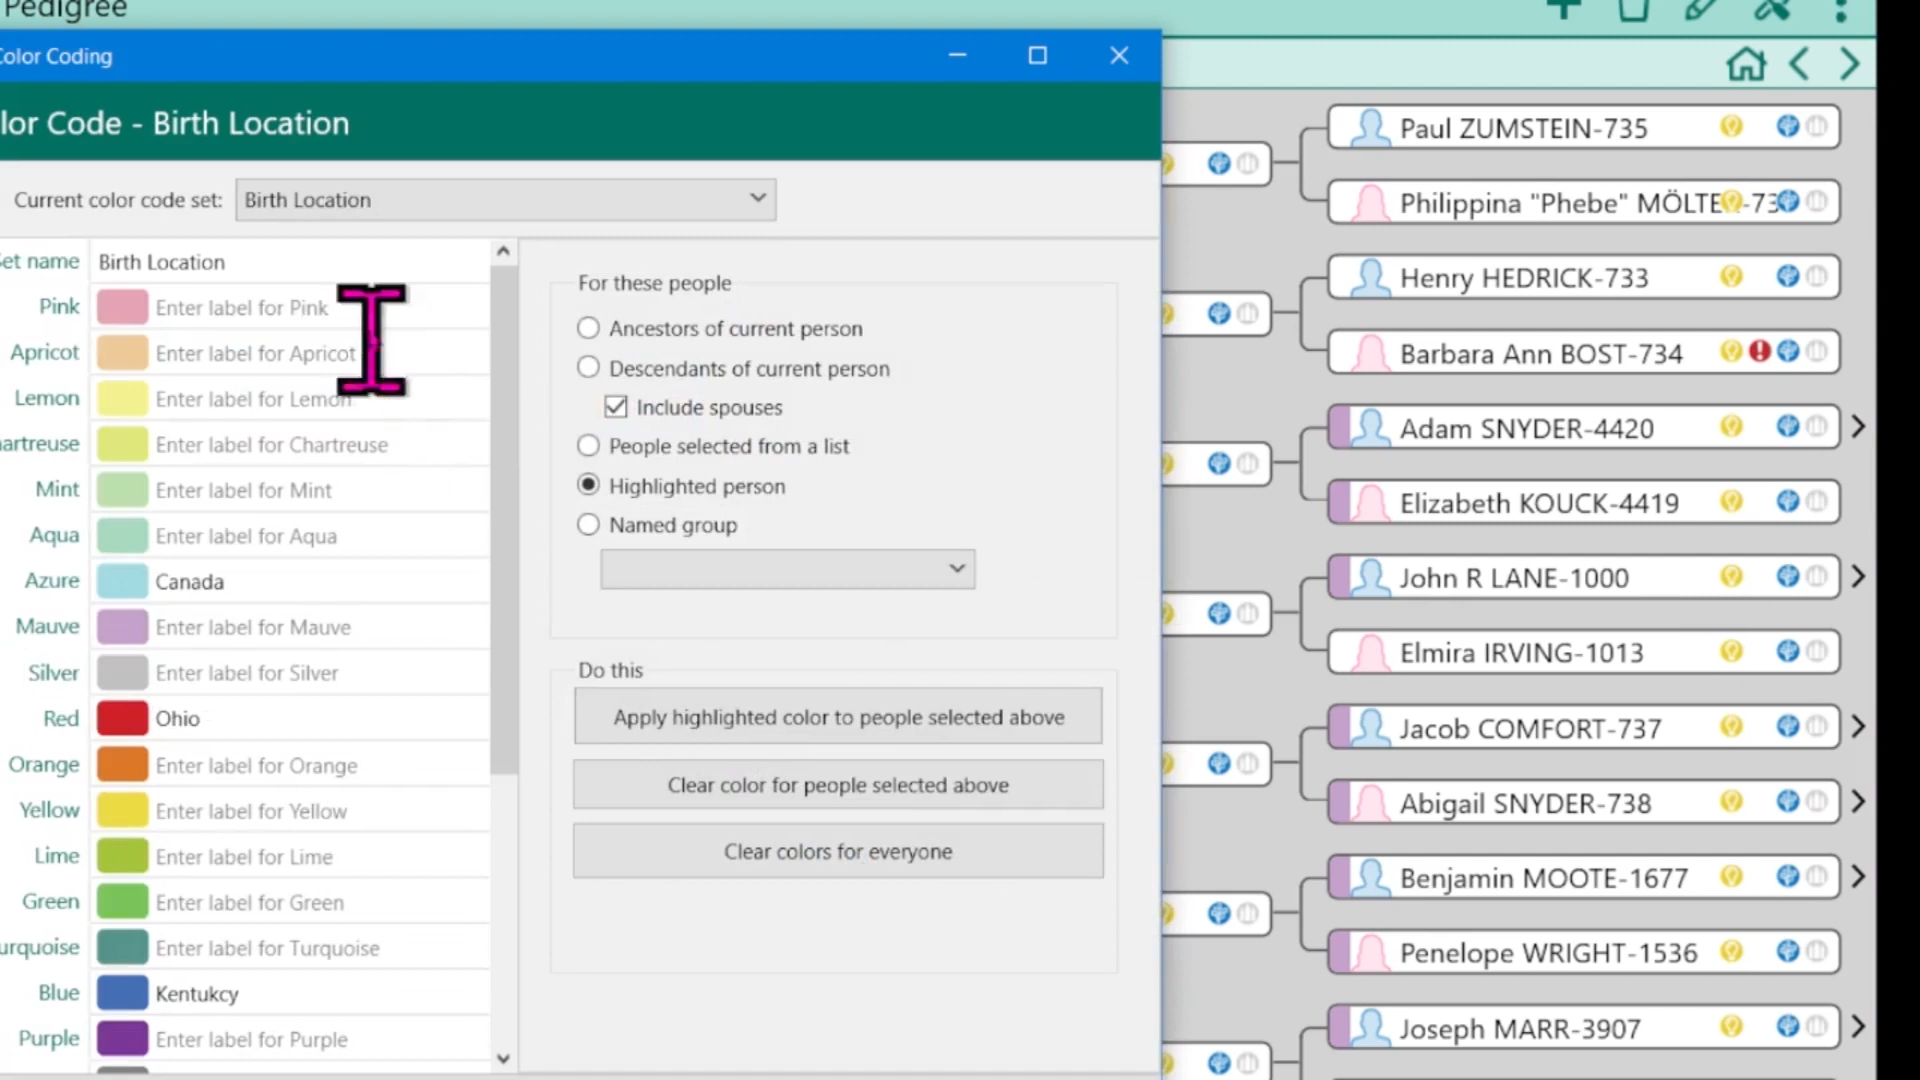 Pedigree
Color Coding
lor Code - Birth Location
Current color code set: Birth Location
Set name Birth Location
Pink Enter label for Pink
Apricot Enter label for Apricot
Lemon Enter label for Lemon
hartreuse Enter label for Chartreuse
Mint Enter label for Mint
Aqua Enter label for Aqua
Azure Canada
Mauve Enter label for Mauve
Silver Enter label for Silver
Red Ohio
Orange Enter label for Orange
Yellow Enter label for Yellow
Lime Enter label for Lime
Green Enter label for Green
urquoise Enter label for Turquoise
Blue Kentukcy
Purple Enter label for Purple
For these people
Ancestors of current person
Descendants of current person
Include spouses
People selected from a list
Highlighted person
Named group
Do this
Apply highlighted color to people selected above
Clear color for people selected above
Clear colors for everyone
Paul ZUMSTEIN-735
Philippina "Phebe"
Henry HEDRICK-733
Barbara Ann BOST-734
Adam SNYDER-4420
Elizabeth KOUCK-4419
John R LANE-1000
Elmira IRVING-1013
Jacob COMFORT-737
Abigail SNYDER-738
Benjamin MOOTE-1677
Penelope WRIGHT-1536
Joseph MARR-3907